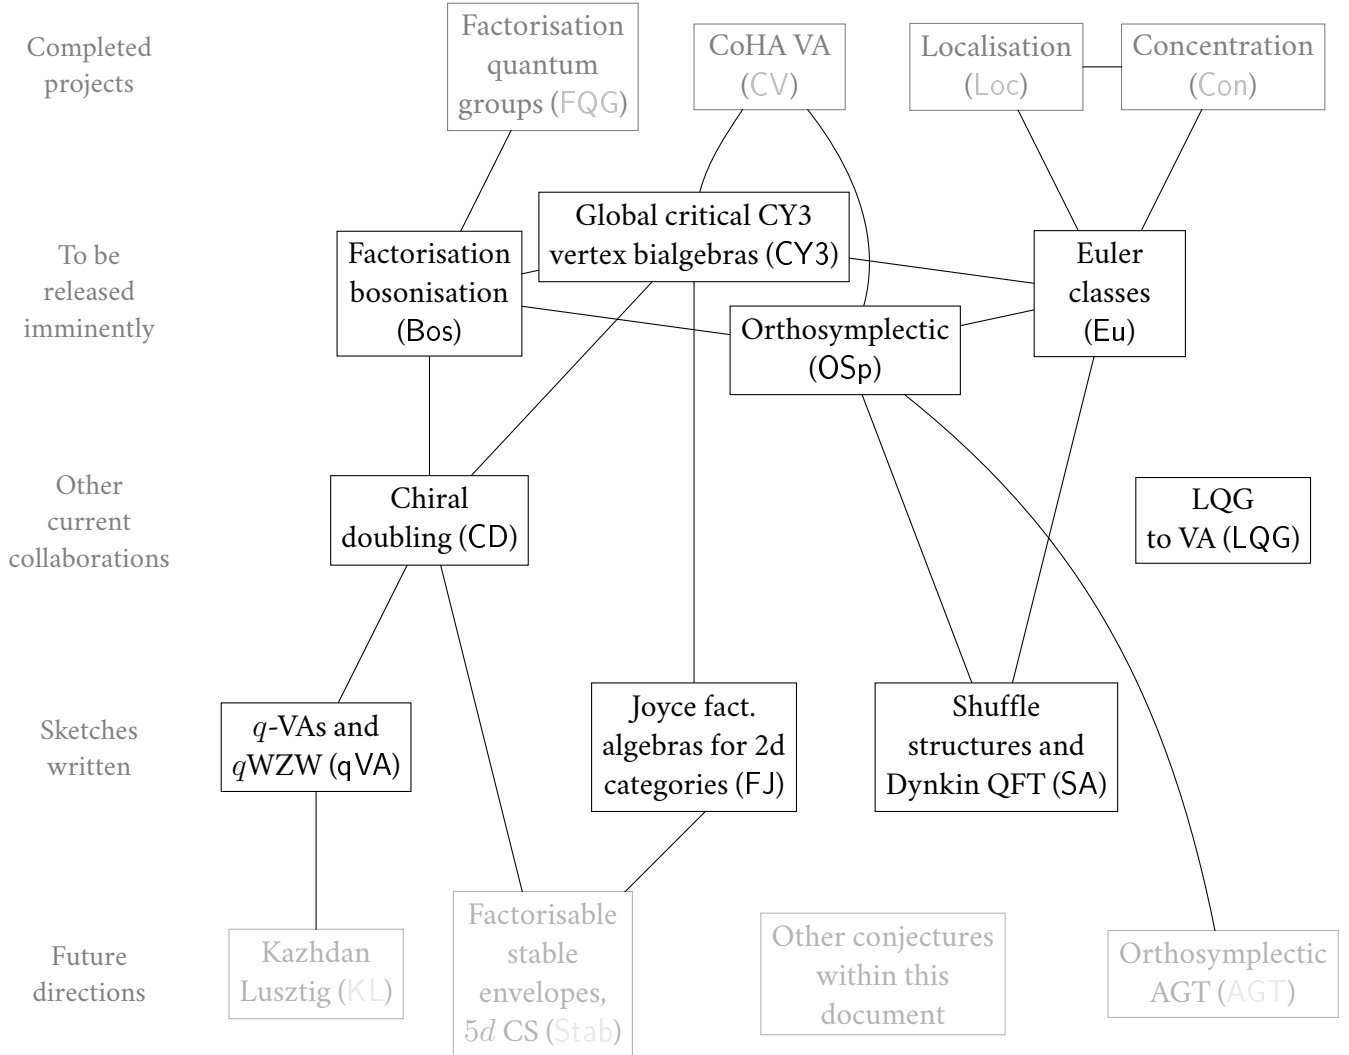 Completed
projects
Factorisation
quantum
groups (FQG)
CoHA VA
(CV)
Localisation
(Loc)
Concentration
(Con)
To be
released
imminently
Factorisation
bosonisation
(Bos)
Global critical CY3
vertex bialgebras (CY3)
Orthosymplectic
(OSp)
Euler
classes
(Eu)
Other
current
collaborations
Chiral
doubling (CD)
LQG
to VA (LQG)
Sketches
written
q-VAs and
qWZW (qVA)
Joyce fact.
algebras for 2d
categories (FJ)
Shuffle
structures and
Dynkin QFT (SA)
Future
directions
Kazhdan
Lusztig (KL)
Factorisable
stable
envelopes,
5d CS (Stab)
Other conjectures
within this
document
Orthosymplectic
AGT (AGT)